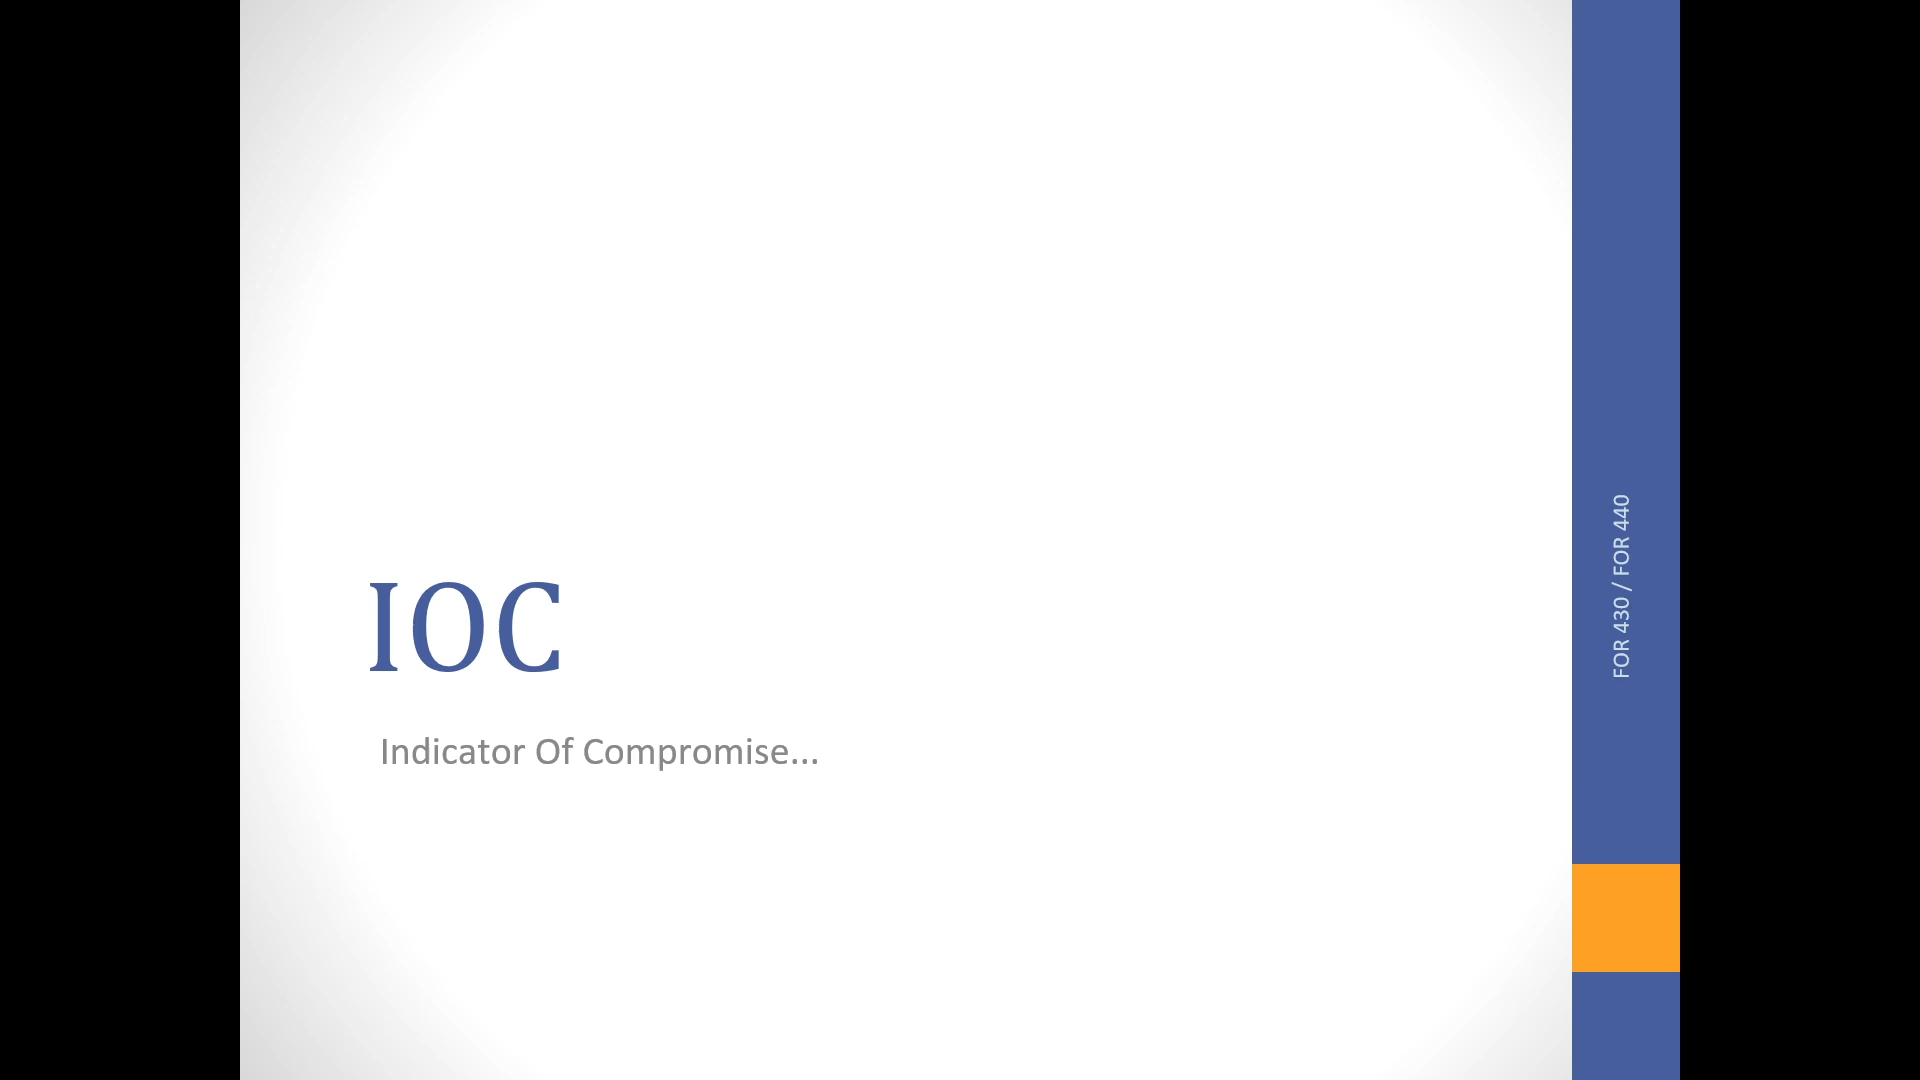 IOC
Indicator Of Compromise...
FOR 430 / FOR 440